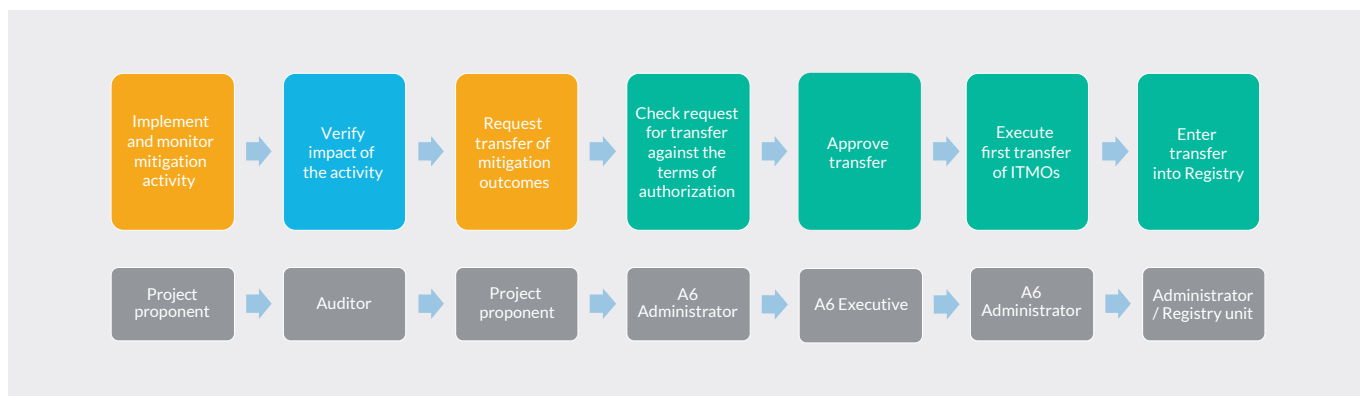 Implement
and monitor
mitigation
activity
Verify
impact of
the activity
Request
transfer of
mitigation
outcomes
Check request
for transfer
against the
terms of
authorization
Approve
transfer
Execute
first transfer
of ITMOs
Enter
transfer
into Registry
Project
proponent
Auditor
Project
proponent
A6
Administrator
A6 Executive
A6
Administrator
Administrator
/ Registry unit